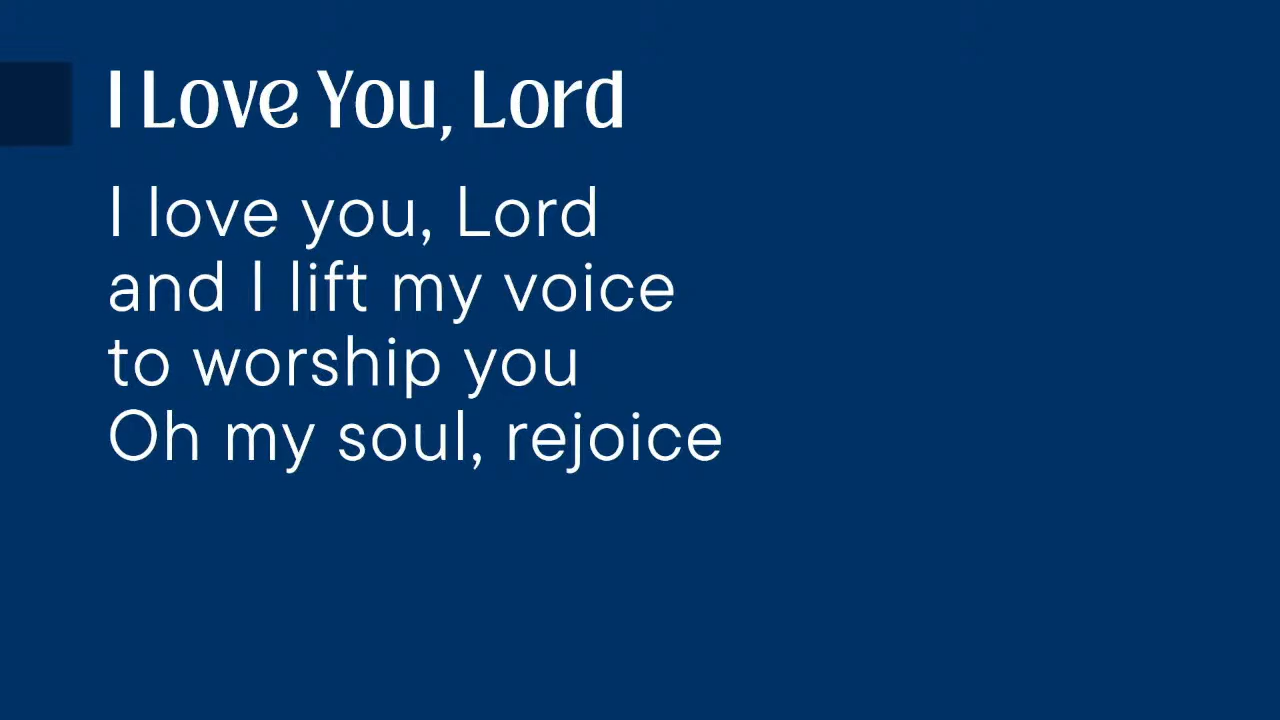 I Love You, Lord
I love you, Lord
and I lift my voice
to worship you
Oh my soul, rejoice